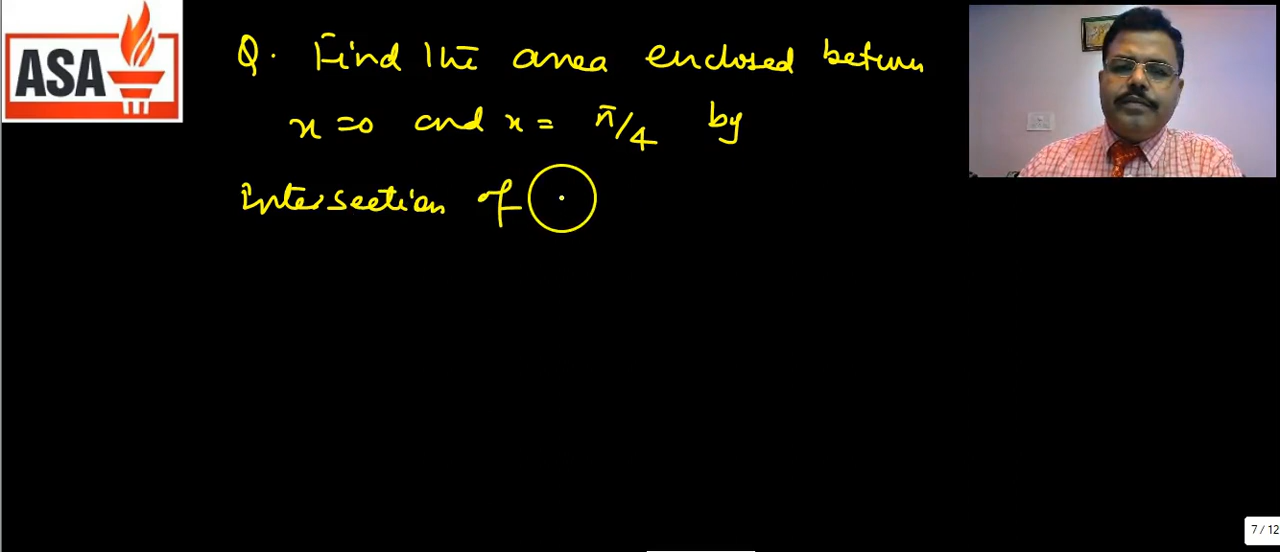 ASA
Q. Find the area enclosed between
x=0 and x = π/4 by
Intersection of
7 / 12